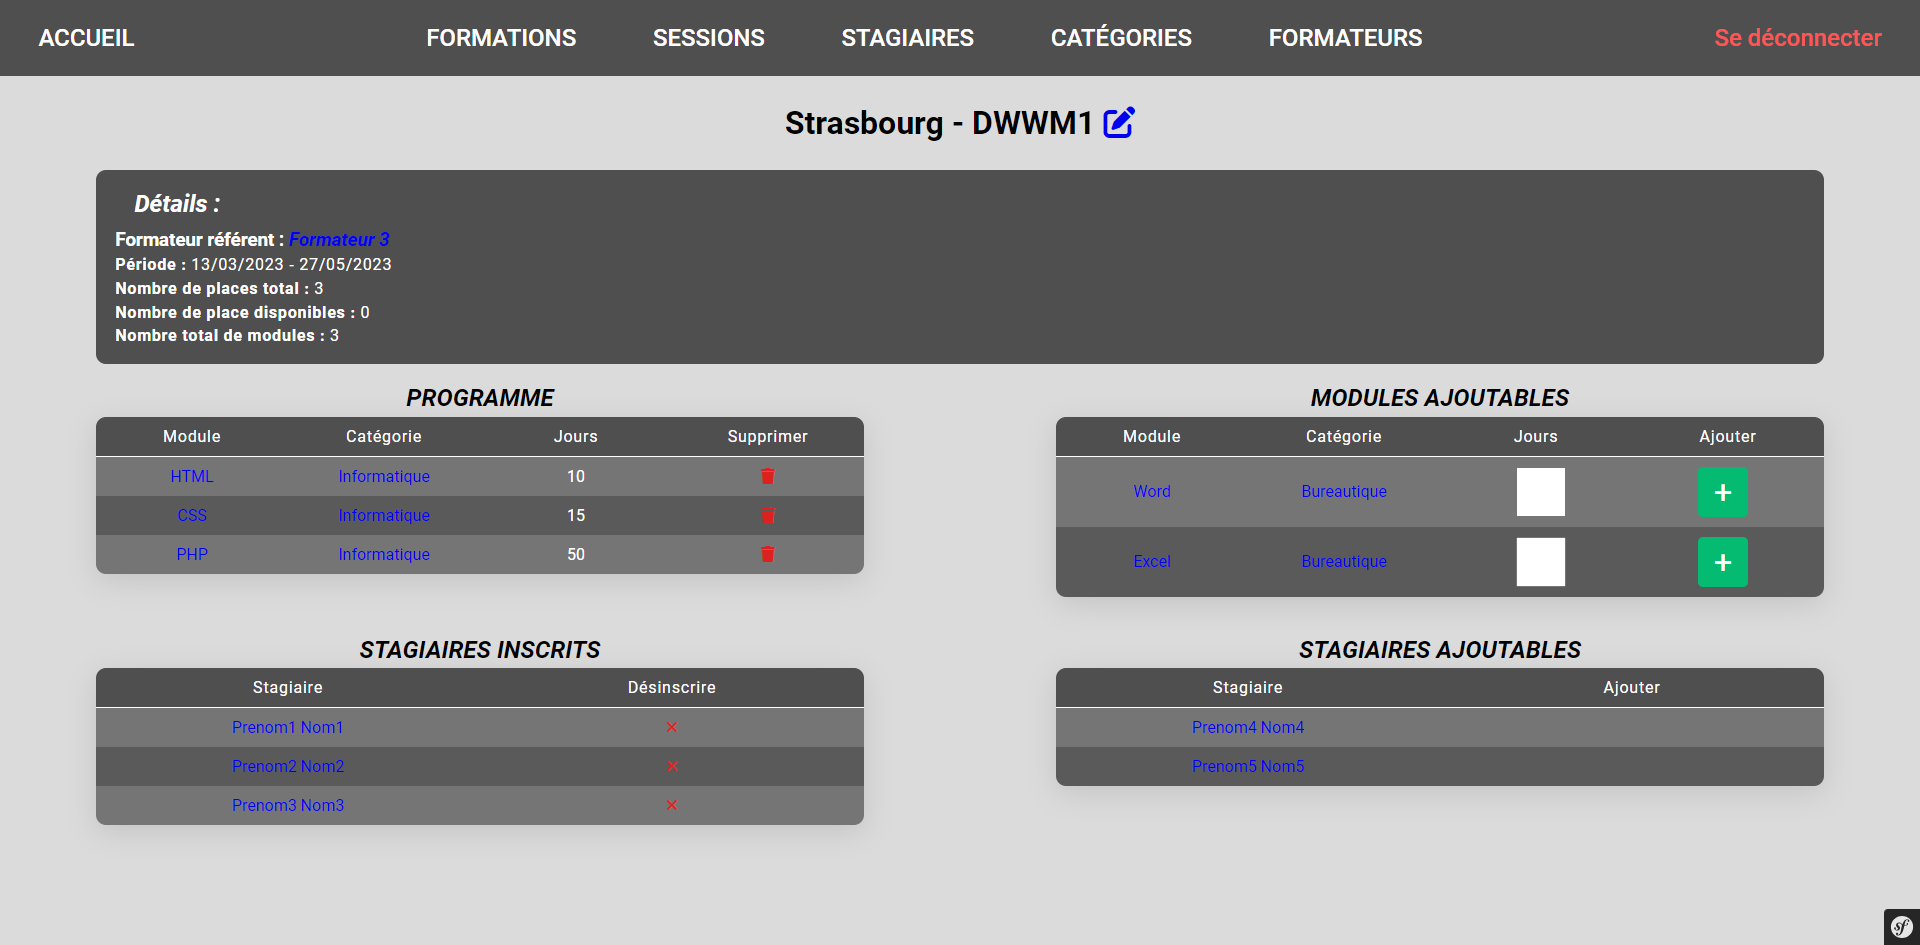 ACCUEIL FORMATIONS SESSIONS STAGIAIRES CATÉGORIES FORMATEURS Se déconnecter
Strasbourg - DWWM1
Détails :
Formateur référent : Formateur 3
Période : 13/03/2023 - 27/05/2023
Nombre de places total : 3
Nombre de place disponibles : 0
Nombre total de modules : 3
PROGRAMME
Module Catégorie Jours Supprimer
HTML Informatique 10
CSS Informatique 15
PHP Informatique 50
MODULES AJOUTABLES
Module Catégorie Jours Ajouter
Word Bureautique +
Excel Bureautique +
STAGIAIRES INSCRITS
Stagiaire Désinscrire
Prenom1 Nom1
Prenom2 Nom2
Prenom3 Nom3
STAGIAIRES AJOUTABLES
Stagiaire Ajouter
Prenom4 Nom4
Prenom5 Nom5
sf